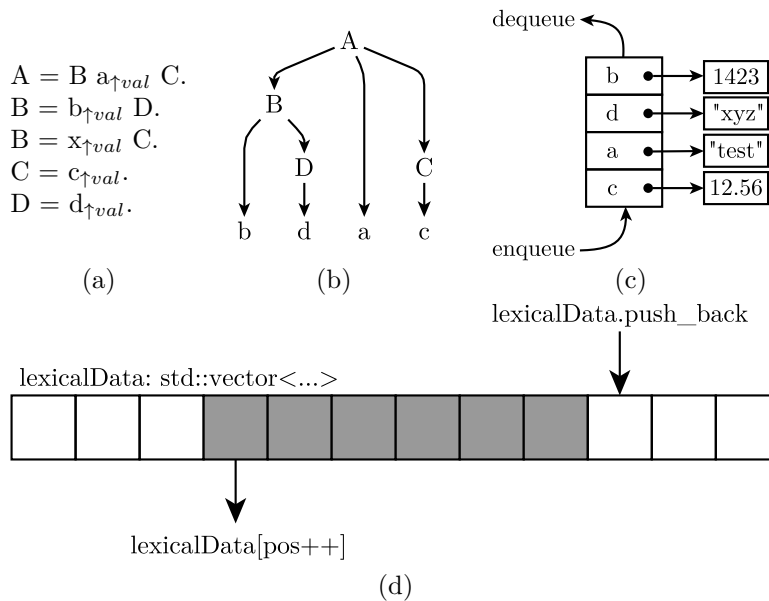 A = B a↑val C.
B = b↑val D.
B = x↑val C.
C = c↑val.
D = d↑val.
(a)
A
B
D
C
b d a c
(b)
dequeue
b 1423
d "xyz"
a "test"
c 12.56
enqueue
(c)
lexicalData.push_back
lexicalData: std::vector<...>
lexicalData[pos++]
(d)